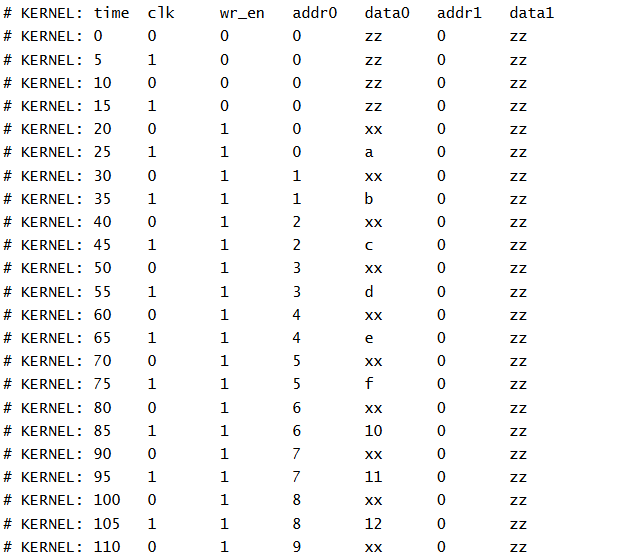 # KERNEL: time clk wr_en addr0 data0 addr1 data1
# KERNEL: 0 0 0 0 zz 0 zz
# KERNEL: 5 1 0 0 zz 0 zz
# KERNEL: 10 0 0 0 zz 0 zz
# KERNEL: 15 1 0 0 zz 0 zz
# KERNEL: 20 0 1 0 xx 0 zz
# KERNEL: 25 1 1 0 a 0 zz
# KERNEL: 30 0 1 1 xx 0 zz
# KERNEL: 35 1 1 1 b 0 zz
# KERNEL: 40 0 1 2 xx 0 zz
# KERNEL: 45 1 1 2 c 0 zz
# KERNEL: 50 0 1 3 xx 0 zz
# KERNEL: 55 1 1 3 d 0 zz
# KERNEL: 60 0 1 4 xx 0 zz
# KERNEL: 65 1 1 4 e 0 zz
# KERNEL: 70 0 1 5 xx 0 zz
# KERNEL: 75 1 1 5 f 0 zz
# KERNEL: 80 0 1 6 xx 0 zz
# KERNEL: 85 1 1 6 10 0 zz
# KERNEL: 90 0 1 7 xx 0 zz
# KERNEL: 95 1 1 7 11 0 zz
# KERNEL: 100 0 1 8 xx 0 zz
# KERNEL: 105 1 1 8 12 0 zz
# KERNEL: 110 0 1 9 xx 0 zz